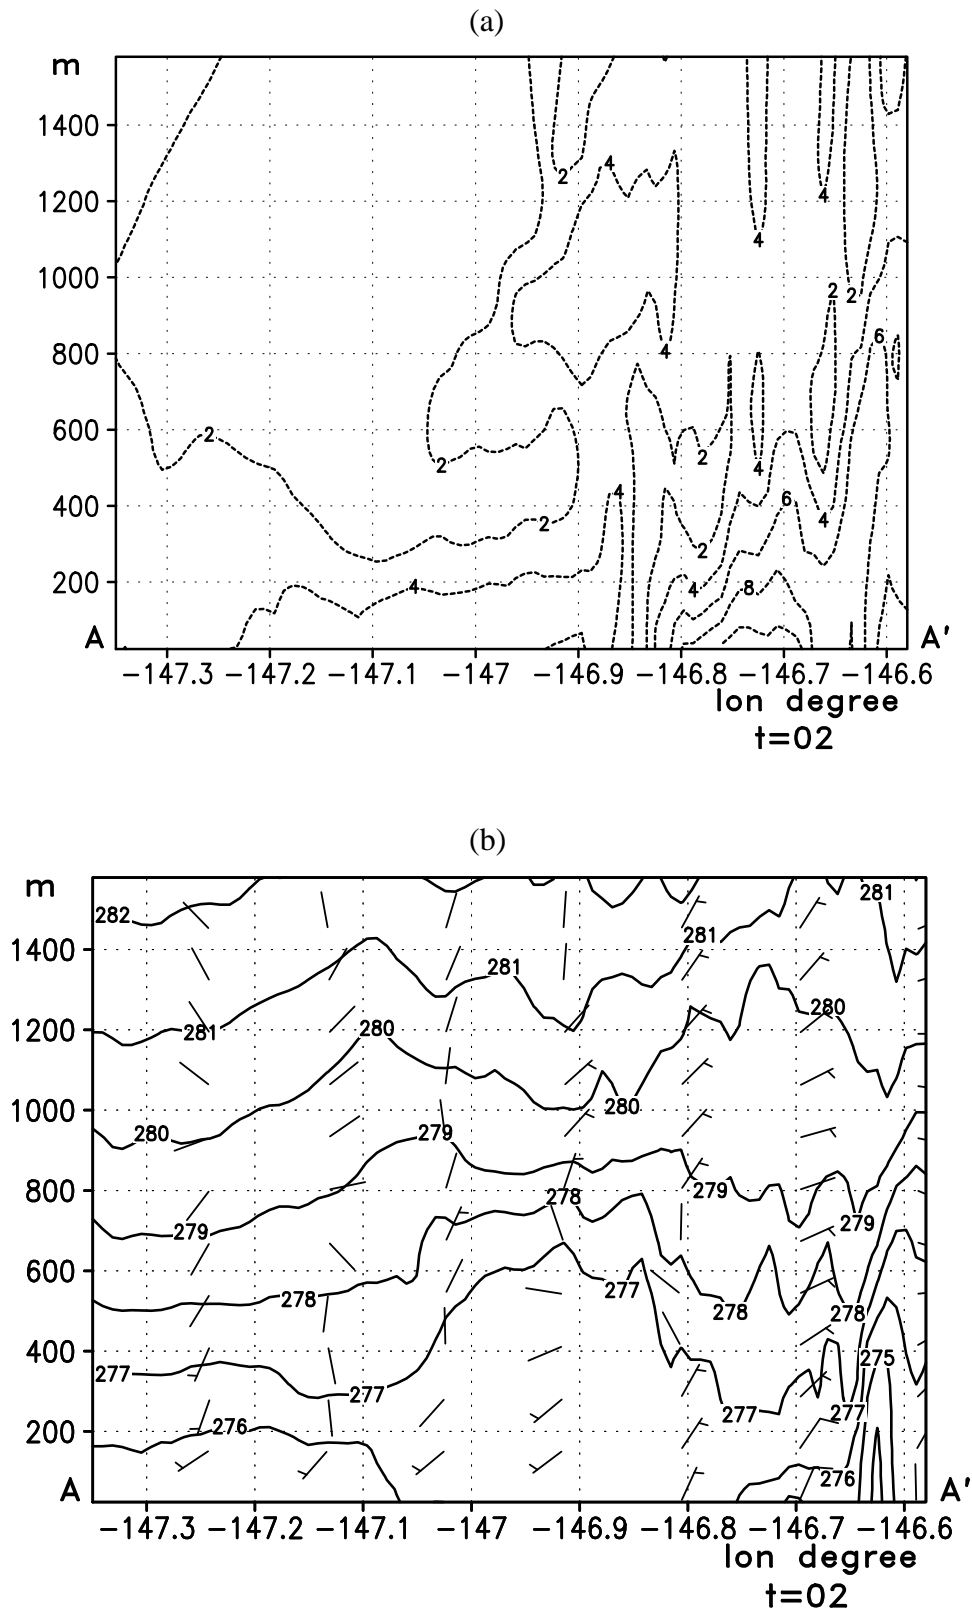 (a)
m
1400
1200
1000
800
600
400
200
A A'
2 4 4 4
2 2
4 6
2 2 4 2
4 2 6 4
2 4 4 8
−147.3 −147.2 −147.1 −147 −146.9 −146.8 −146.7 −146.6
lon degree
t=02
(b)
m
282 281
1400 281
281
1200 281 280 280
1000 280
280 279
800 279
278
279 279
600 277
278 278 278
400 277 275
277 277 277
200 276
276
A A'
−147.3 −147.2 −147.1 −147 −146.9 −146.8 −146.7 −146.6
lon degree
t=02